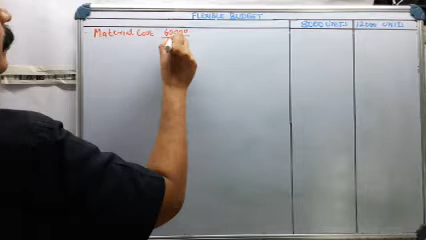 FLEXIBLE BUDGET
8000 UNITS 12000 UNITS
Material Cost 60000